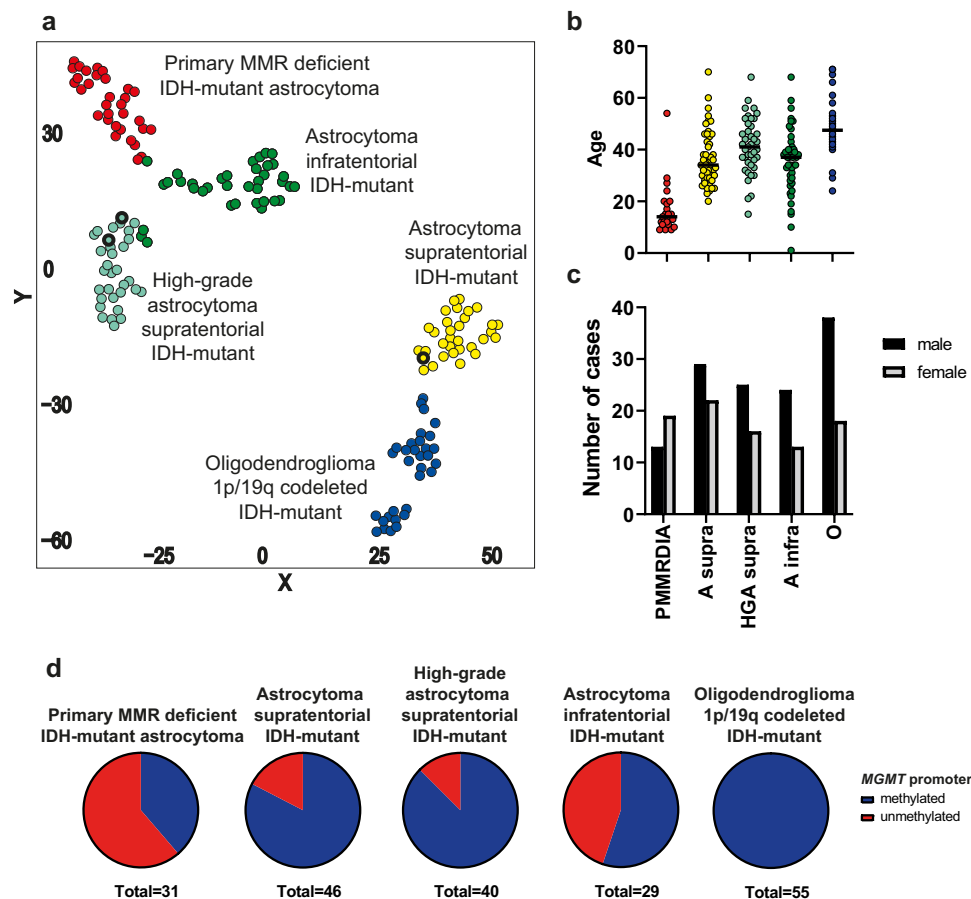 a
Primary MMR deficient
IDH-mutant astrocytoma
Astrocytoma
infratentorial
IDH-mutant
Astrocytoma
supratentorial
IDH-mutant
High-grade
astrocytoma
supratentorial
IDH-mutant
Oligodendroglioma
1p/19q codeleted
IDH-mutant
30
0
−30
−60
Y
−25
0
25
50
X
b
80
60
40
20
0
Age
c
40
30
20
10
0
Number of cases
male
female
PMMRDIA
A supra
HGA supra
A infra
O
d
Primary MMR deficient
IDH-mutant astrocytoma
Astrocytoma
supratentorial
IDH-mutant
High-grade
astrocytoma
supratentorial
IDH-mutant
Astrocytoma
infratentorial
IDH-mutant
Oligodendroglioma
1p/19q codeleted
IDH-mutant
MGMT promoter
methylated
unmethylated
Total=31
Total=46
Total=40
Total=29
Total=55